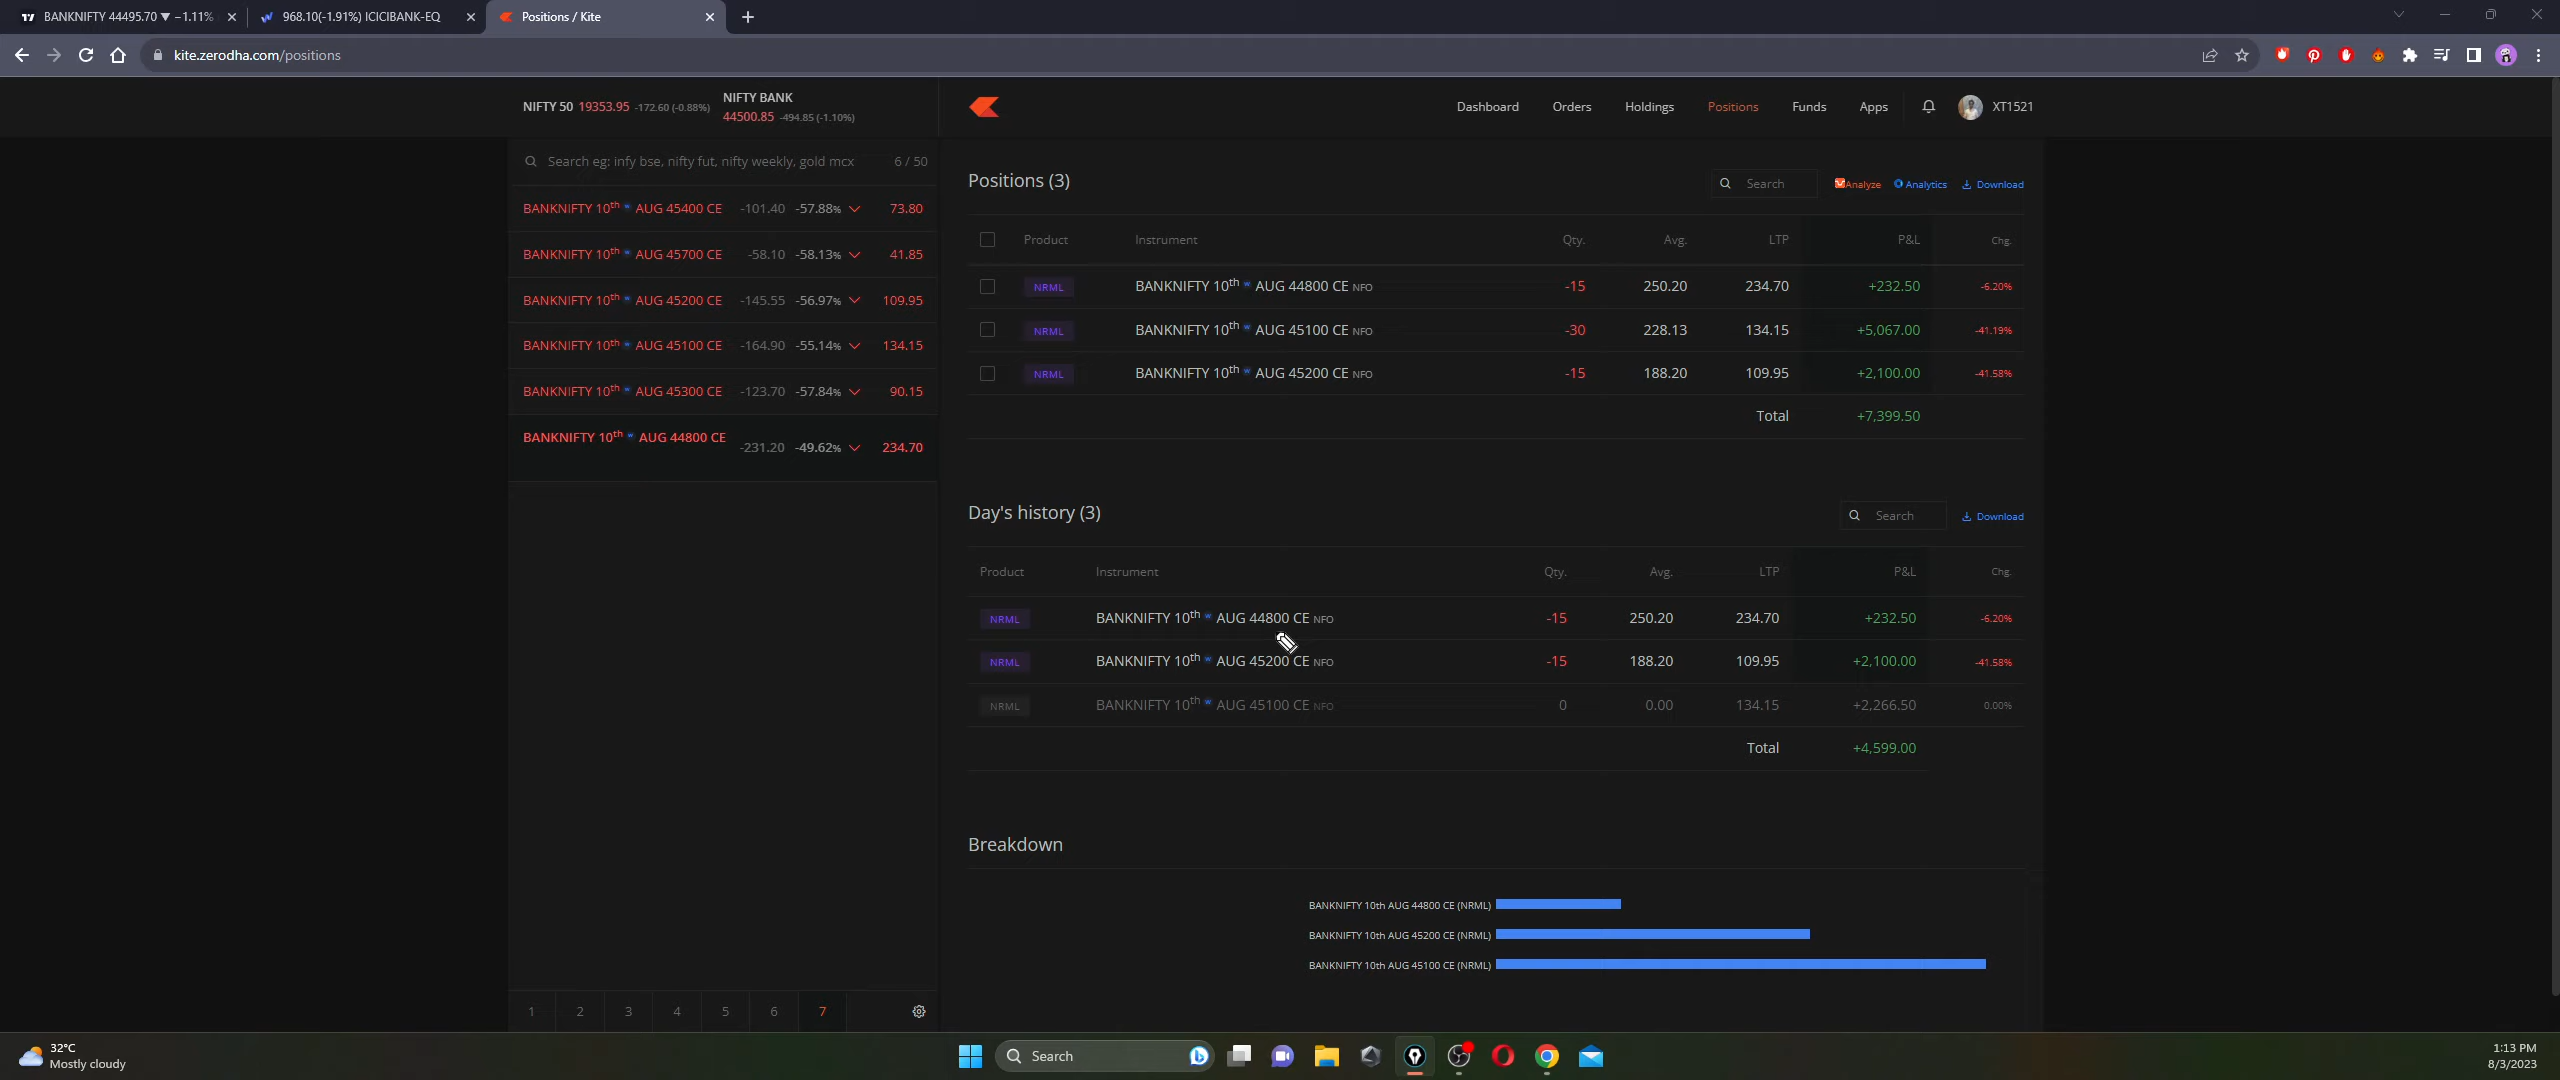 BANKNIFTY 44495.70 ▼ −1.11%
968.10(-1.91%) ICICIBANK-EQ
Positions / Kite
kite.zerodha.com/positions
NIFTY 50 19353.95 -172.60 (-0.88%)
NIFTY BANK
44500.85 -494.85 (-1.10%)
Dashboard Orders Holdings Positions Funds Apps XT1521
Search eg: infy bse, nifty fut, nifty weekly, gold mcx 6 / 50
BANKNIFTY 10th w AUG 45400 CE -101.40 -57.88% 73.80
BANKNIFTY 10th w AUG 45700 CE -58.10 -58.13% 41.85
BANKNIFTY 10th w AUG 45200 CE -145.55 -56.97% 109.95
BANKNIFTY 10th w AUG 45100 CE -164.90 -55.14% 134.15
BANKNIFTY 10th w AUG 45300 CE -123.70 -57.84% 90.15
BANKNIFTY 10th w AUG 44800 CE -231.20 -49.62% 234.70
1 2 3 4 5 6 7
Positions (3)
Search Analyze Analytics Download
Product Instrument Qty. Avg. LTP P&L Chg.
NRML BANKNIFTY 10th w AUG 44800 CE NFO -15 250.20 234.70 +232.50 -6.20%
NRML BANKNIFTY 10th w AUG 45100 CE NFO -30 228.13 134.15 +5,067.00 -41.19%
NRML BANKNIFTY 10th w AUG 45200 CE NFO -15 188.20 109.95 +2,100.00 -41.58%
Total +7,399.50
Day's history (3)
Search Download
Product Instrument Qty. Avg. LTP P&L Chg.
NRML BANKNIFTY 10th w AUG 44800 CE NFO -15 250.20 234.70 +232.50 -6.20%
NRML BANKNIFTY 10th w AUG 45200 CE NFO -15 188.20 109.95 +2,100.00 -41.58%
NRML BANKNIFTY 10th w AUG 45100 CE NFO 0 0.00 134.15 +2,266.50 0.00%
Total +4,599.00
Breakdown
BANKNIFTY 10th AUG 44800 CE (NRML)
BANKNIFTY 10th AUG 45200 CE (NRML)
BANKNIFTY 10th AUG 45100 CE (NRML)
32°C
Mostly cloudy
Search
1:13 PM
8/3/2023